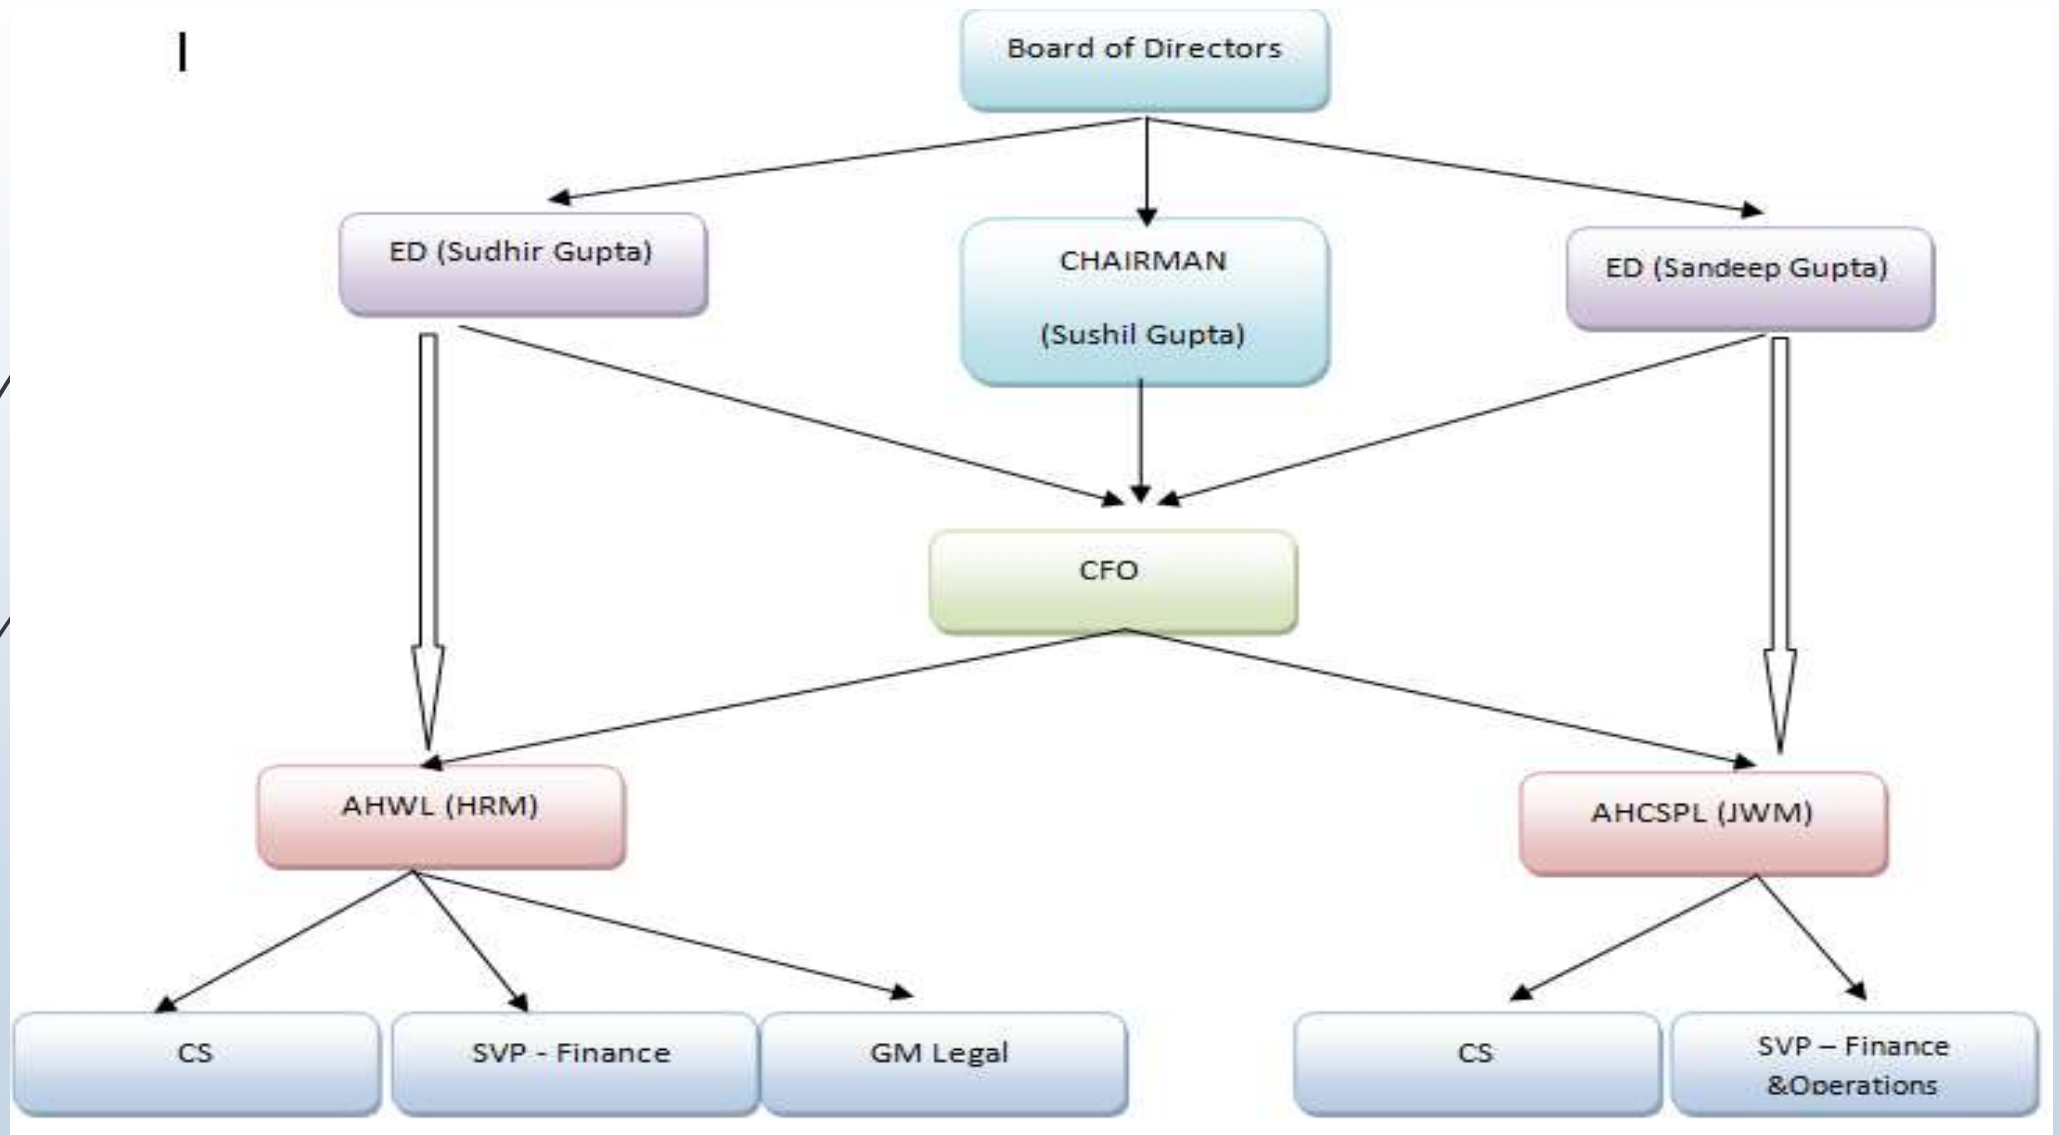 I
Board of Directors
ED (Sudhir Gupta)
CHAIRMAN
(Sushil Gupta)
ED (Sandeep Gupta)
CFO
AHWL (HRM)
AHCSPL (JWM)
CS
SVP - Finance
GM Legal
CS
SVP – Finance
&Operations